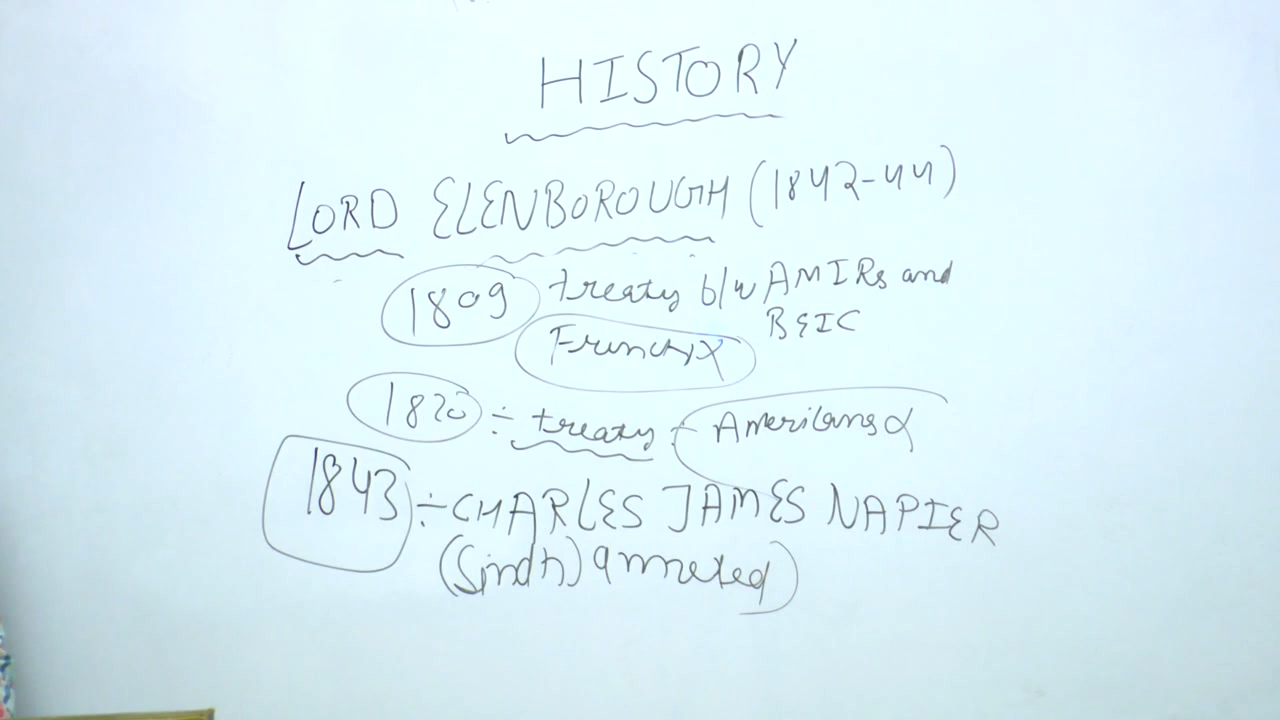 HISTORY
LORD ELENBOROUGH (1842-44)
1809 treaty b/w AMIRs and
BEIC
French X
1820 ÷ treaty - Americans X
1843 ÷ CHARLES JAMES NAPIER
(Sindh) annexed)